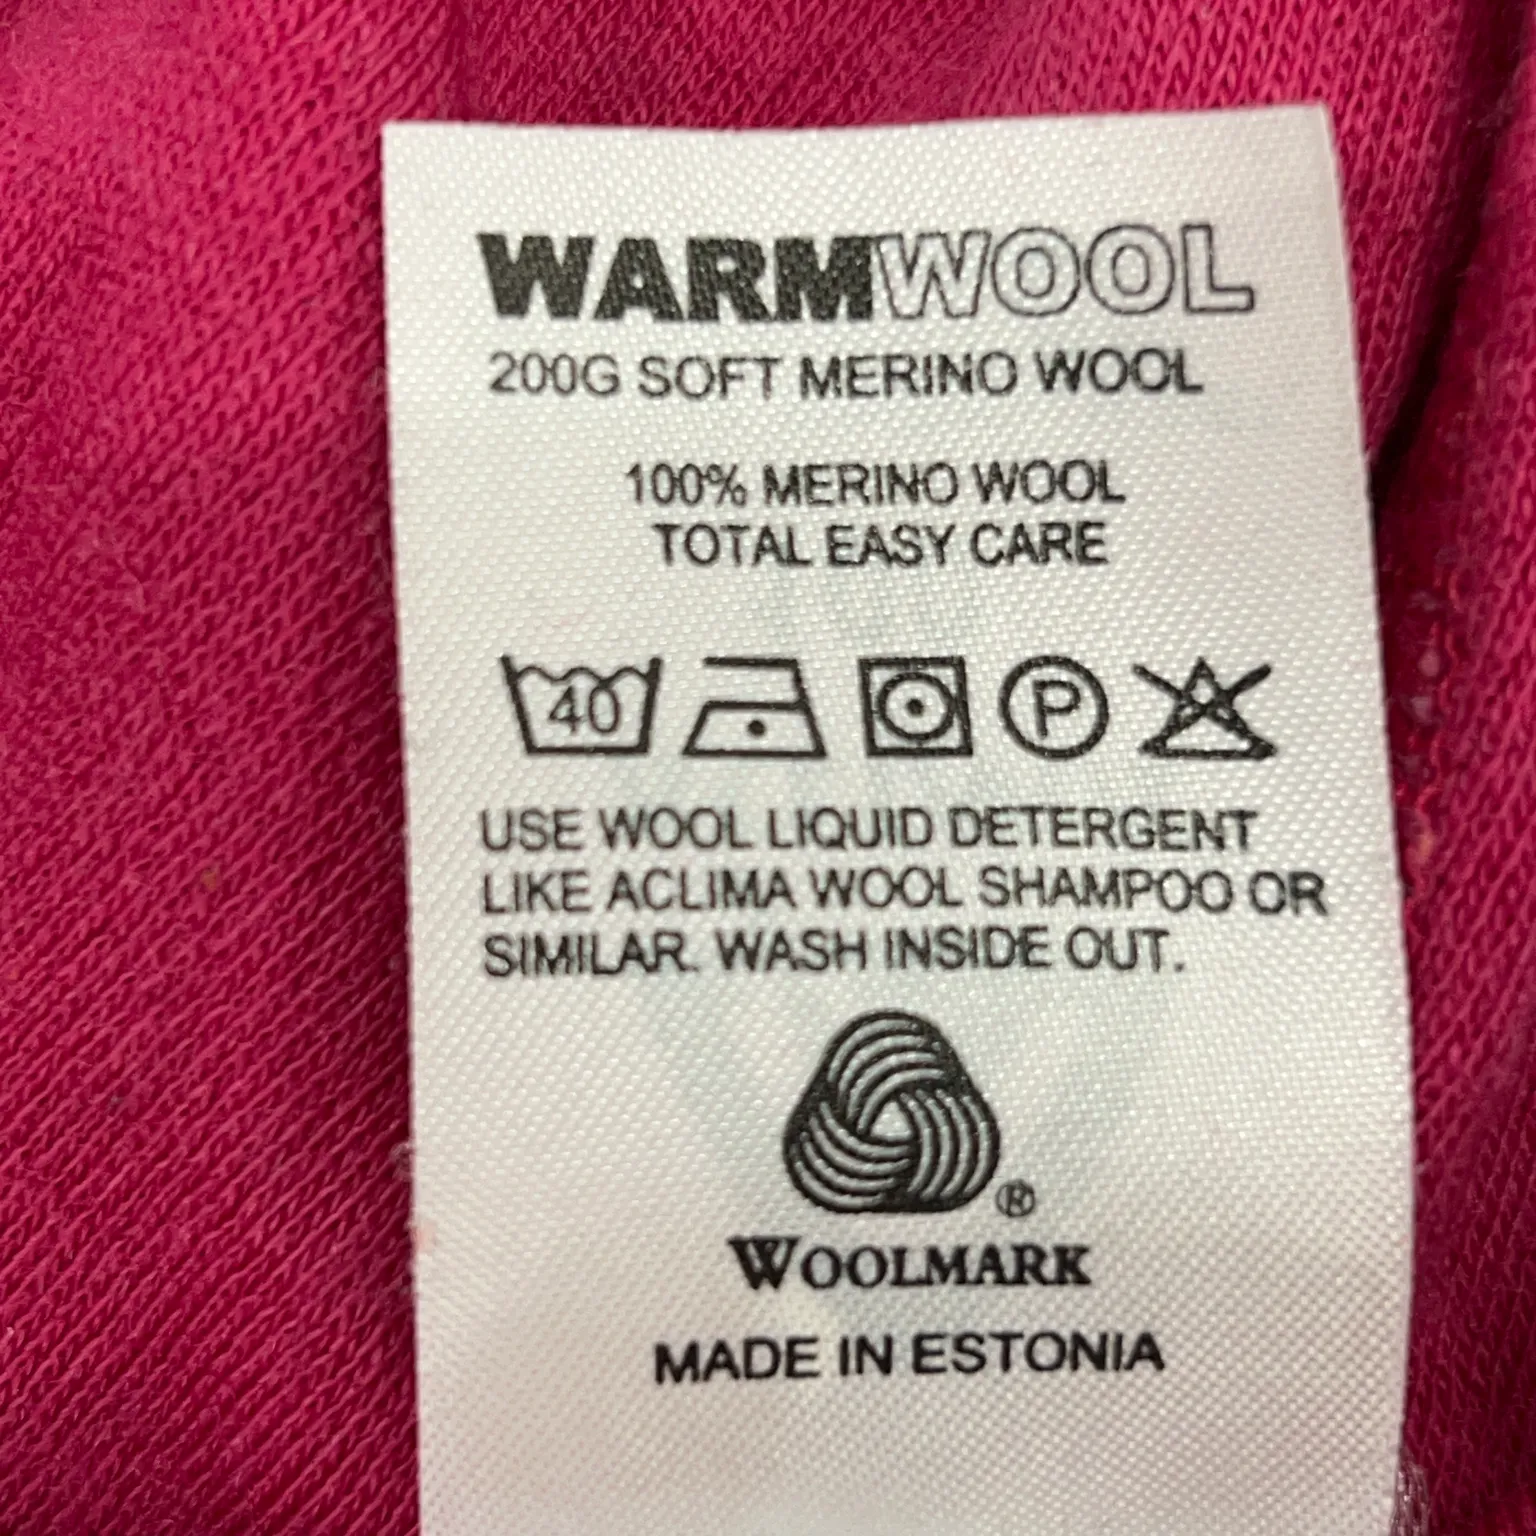 WARMWOOL
200G SOFT MERINO WOOL
100% MERINO WOOL
TOTAL EASY CARE
40 P
USE WOOL LIQUID DETERGENT
LIKE ACLIMA WOOL SHAMPOO OR
SIMILAR. WASH INSIDE OUT.
®
WOOLMARK
MADE IN ESTONIA